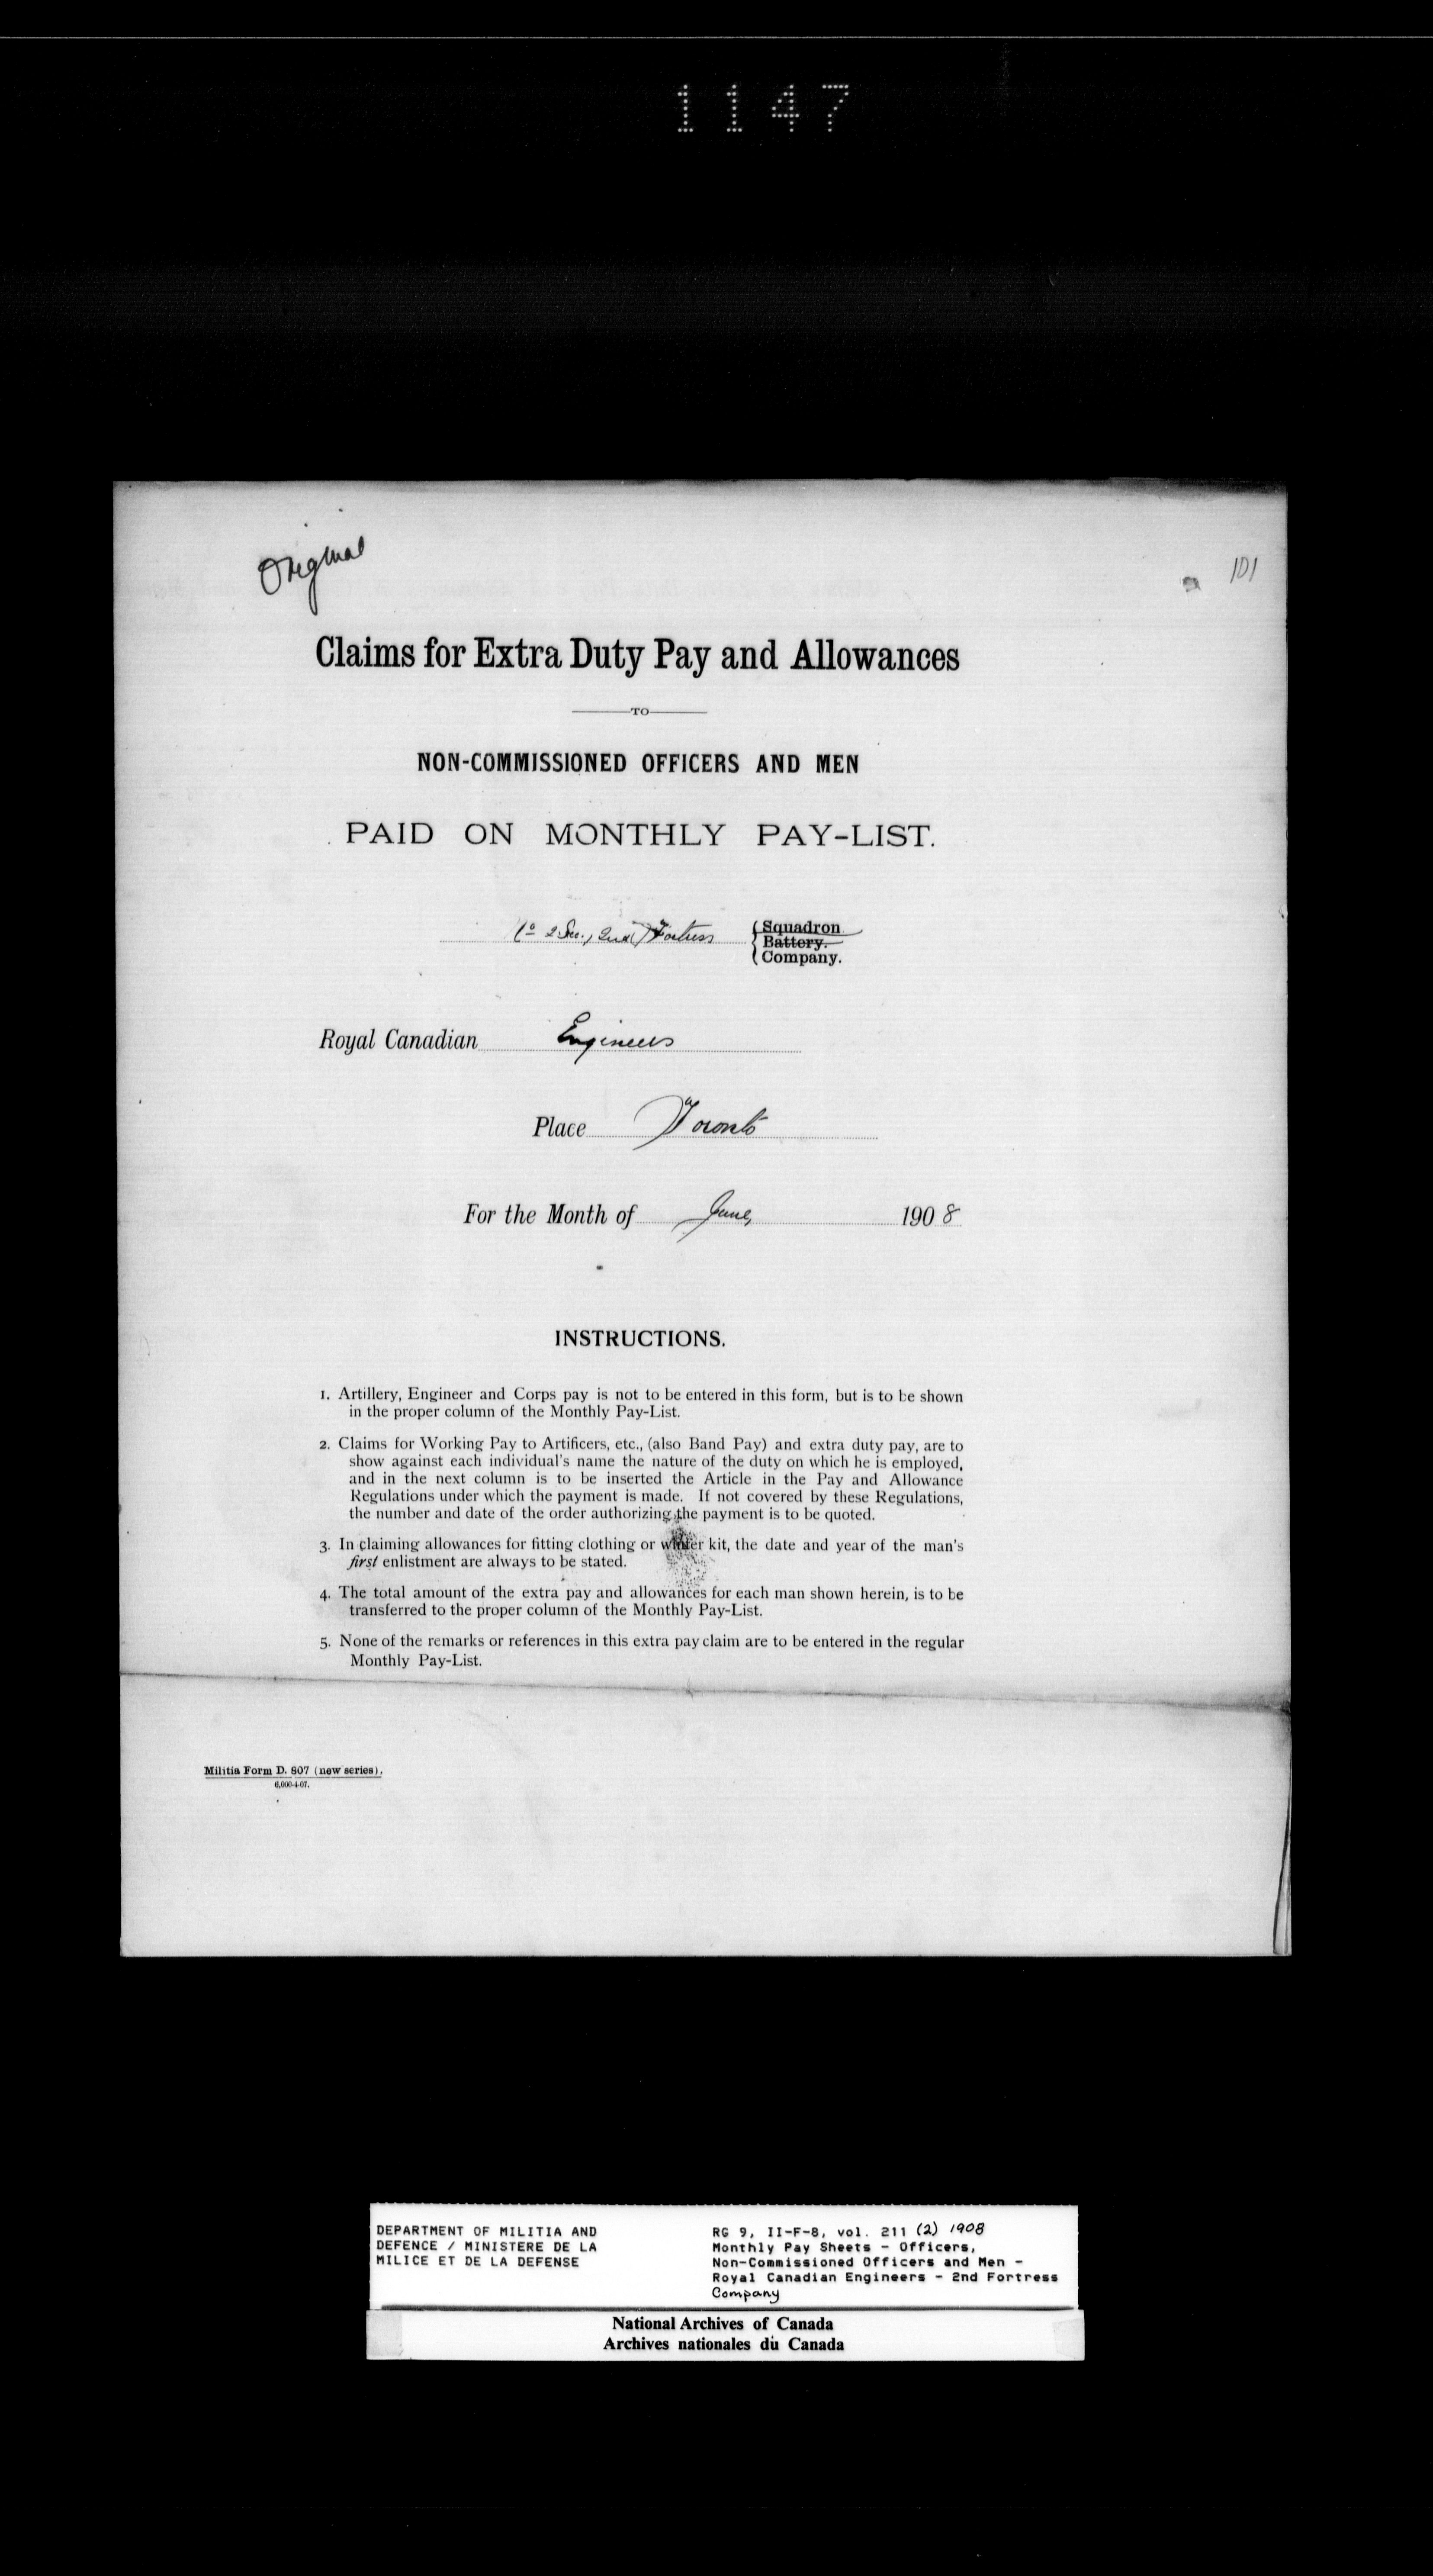 1147
Original
101
Claims for Extra Duty Pay and Allowances
TO
NON-COMMISSIONED OFFICERS AND MEN
PAID ON MONTHLY PAY-LIST.
2 Sec., 2nd Fortress
Squadron
Battery.
Company.
Royal Canadian Engineers
Place Toronto
For the Month of June, 1908
INSTRUCTIONS.
1. Artillery, Engineer and Corps pay is not to be entered in this form, but is to be shown
in the proper column of the Monthly Pay-List.
2. Claims for Working Pay to Artificers, etc., (also Band Pay) and extra duty pay, are to
show against each individual's name the nature of the duty on which he is employed,
and in the next column is to be inserted the Article in the Pay and Allowance
Regulations under which the payment is made. If not covered by these Regulations,
the number and date of the order authorizing the payment is to be quoted.
3. In claiming allowances for fitting clothing or winter kit, the date and year of the man's
first enlistment are always to be stated.
4. The total amount of the extra pay and allowances for each man shown herein, is to be
transferred to the proper column of the Monthly Pay-List.
5. None of the remarks or references in this extra pay claim are to be entered in the regular
Monthly Pay-List.
Militia Form D. 807 (new series).
6,000-4-07.
DEPARTMENT OF MILITIA AND
DEFENCE / MINISTERE DE LA
MILICE ET DE LA DEFENSE
RG 9, II-F-8, vol. 211 (2) 1908
Monthly Pay Sheets - Officers,
Non-Commissioned Officers and Men -
Royal Canadian Engineers - 2nd Fortress
Company
National Archives of Canada
Archives nationales du Canada